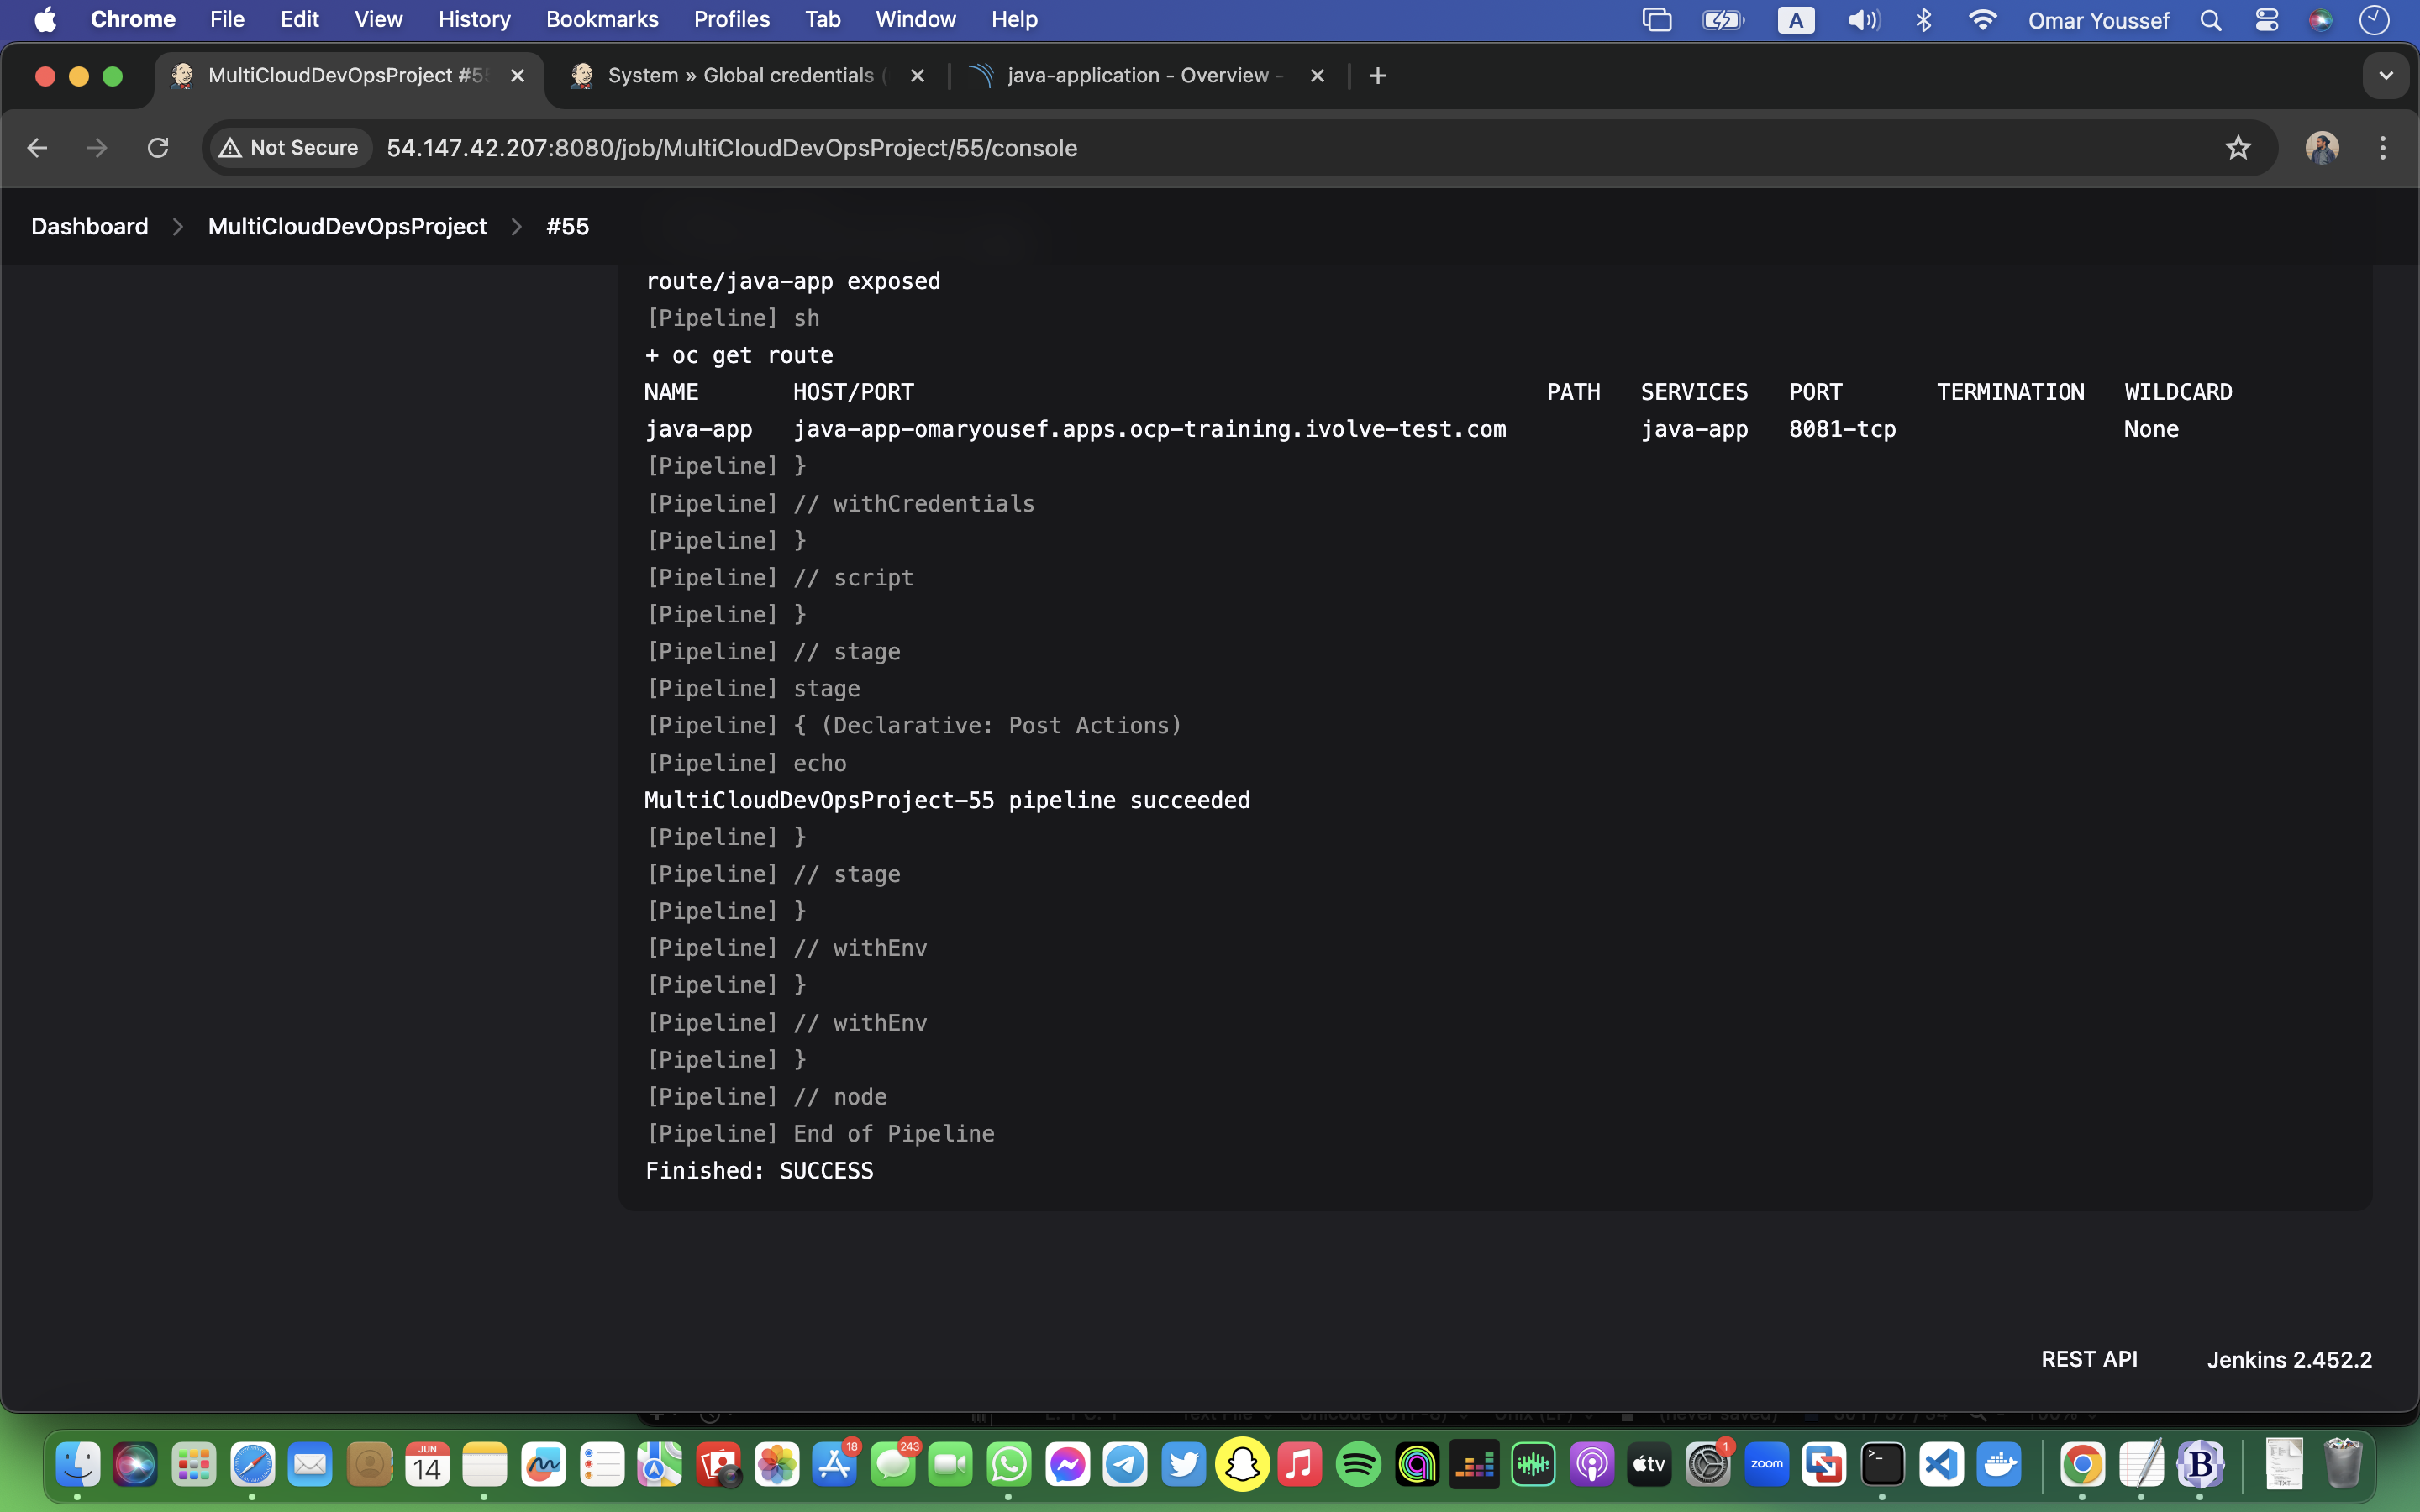 Chrome File Edit View History Bookmarks Profiles Tab Window Help A Omar Youssef
MultiCloudDevOpsProject #55 System » Global credentials ( java-application - Overview -
Not Secure 54.147.42.207:8080/job/MultiCloudDevOpsProject/55/console
Dashboard MultiCloudDevOpsProject #55
route/java-app exposed
[Pipeline] sh
+ oc get route
NAME HOST/PORT PATH SERVICES PORT TERMINATION WILDCARD
java-app java-app-omaryousef.apps.ocp-training.ivolve-test.com java-app 8081-tcp None
[Pipeline] }
[Pipeline] // withCredentials
[Pipeline] }
[Pipeline] // script
[Pipeline] }
[Pipeline] // stage
[Pipeline] stage
[Pipeline] { (Declarative: Post Actions)
[Pipeline] echo
MultiCloudDevOpsProject-55 pipeline succeeded
[Pipeline] }
[Pipeline] // stage
[Pipeline] }
[Pipeline] // withEnv
[Pipeline] }
[Pipeline] // withEnv
[Pipeline] }
[Pipeline] // node
[Pipeline] End of Pipeline
Finished: SUCCESS
REST API Jenkins 2.452.2
JUN 14 18 243 tv 1 zoom >_ B TXT